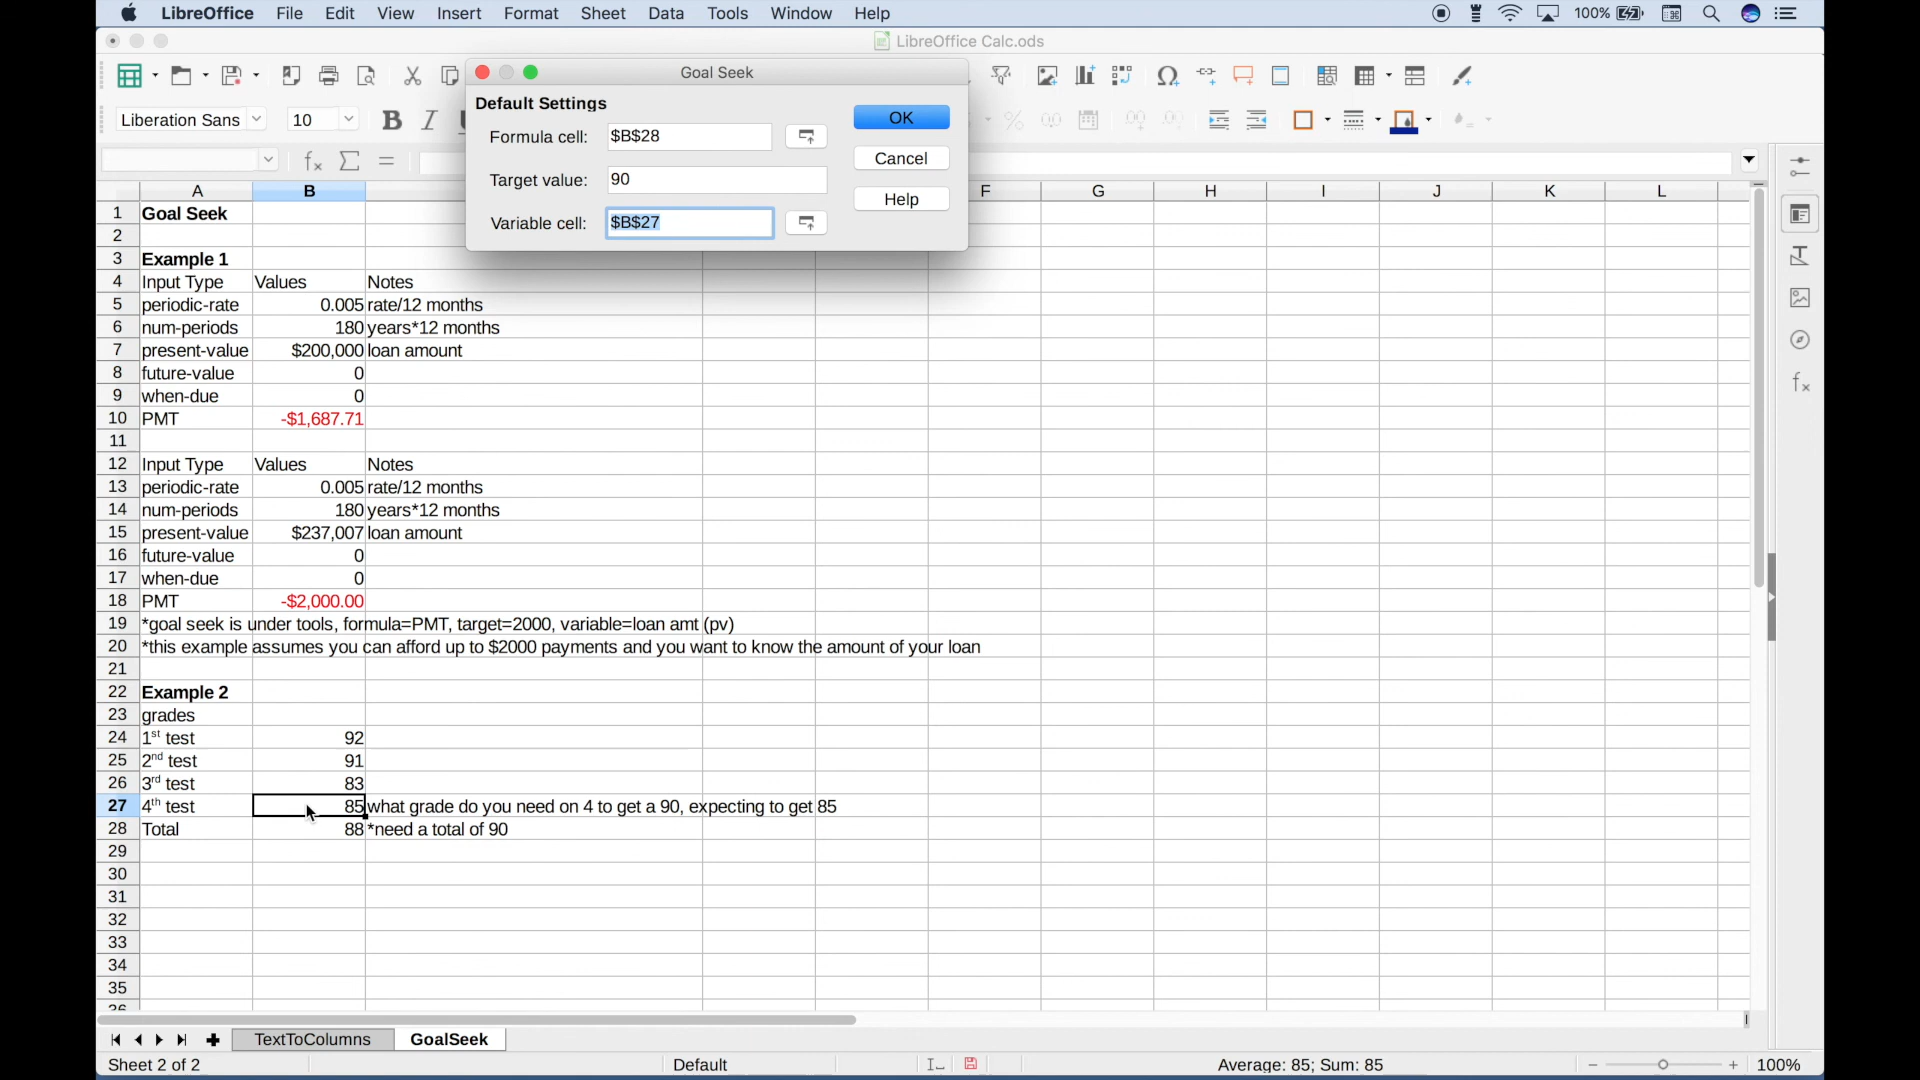 LibreOffice File Edit View Insert Format Sheet Data Tools Window Help 100%
LibreOffice Calc.ods
Goal Seek
Default Settings
Formula cell: $B$28
Target value: 90
Variable cell: $B$27
OK
Cancel
Help
Liberation Sans 10 B I U
A B F G H I J K L
1 Goal Seek
2
3 Example 1
4 Input Type Values Notes
5 periodic-rate 0.005 rate/12 months
6 num-periods 180 years*12 months
7 present-value $200,000 loan amount
8 future-value 0
9 when-due 0
10 PMT -$1,687.71
11
12 Input Type Values Notes
13 periodic-rate 0.005 rate/12 months
14 num-periods 180 years*12 months
15 present-value $237,007 loan amount
16 future-value 0
17 when-due 0
18 PMT -$2,000.00
19 *goal seek is under tools, formula=PMT, target=2000, variable=loan amt (pv)
20 *this example assumes you can afford up to $2000 payments and you want to know the amount of your loan
21
22 Example 2
23 grades
24 1st test 92
25 2nd test 91
26 3rd test 83
27 4th test 85 what grade do you need on 4 to get a 90, expecting to get 85
28 Total 88 *need a total of 90
29
30
31
32
33
34
35
36
TextToColumns GoalSeek
Sheet 2 of 2 Default Average: 85; Sum: 85 100%